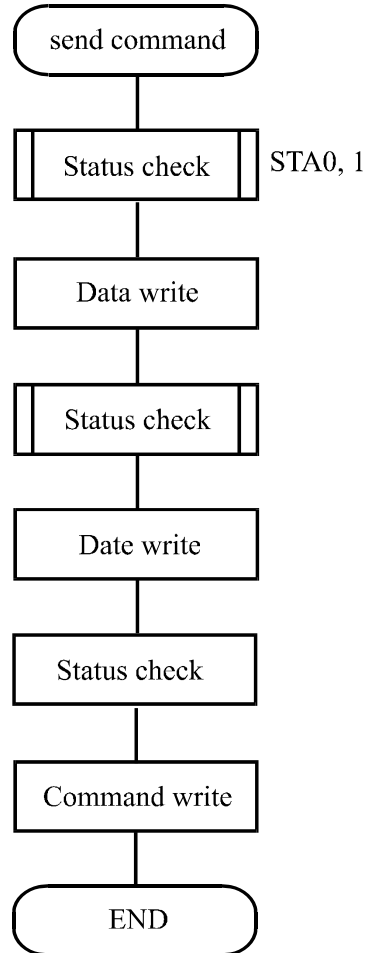 send command
Status check
STA0, 1
Data write
Status check
Date write
Status check
Command write
END